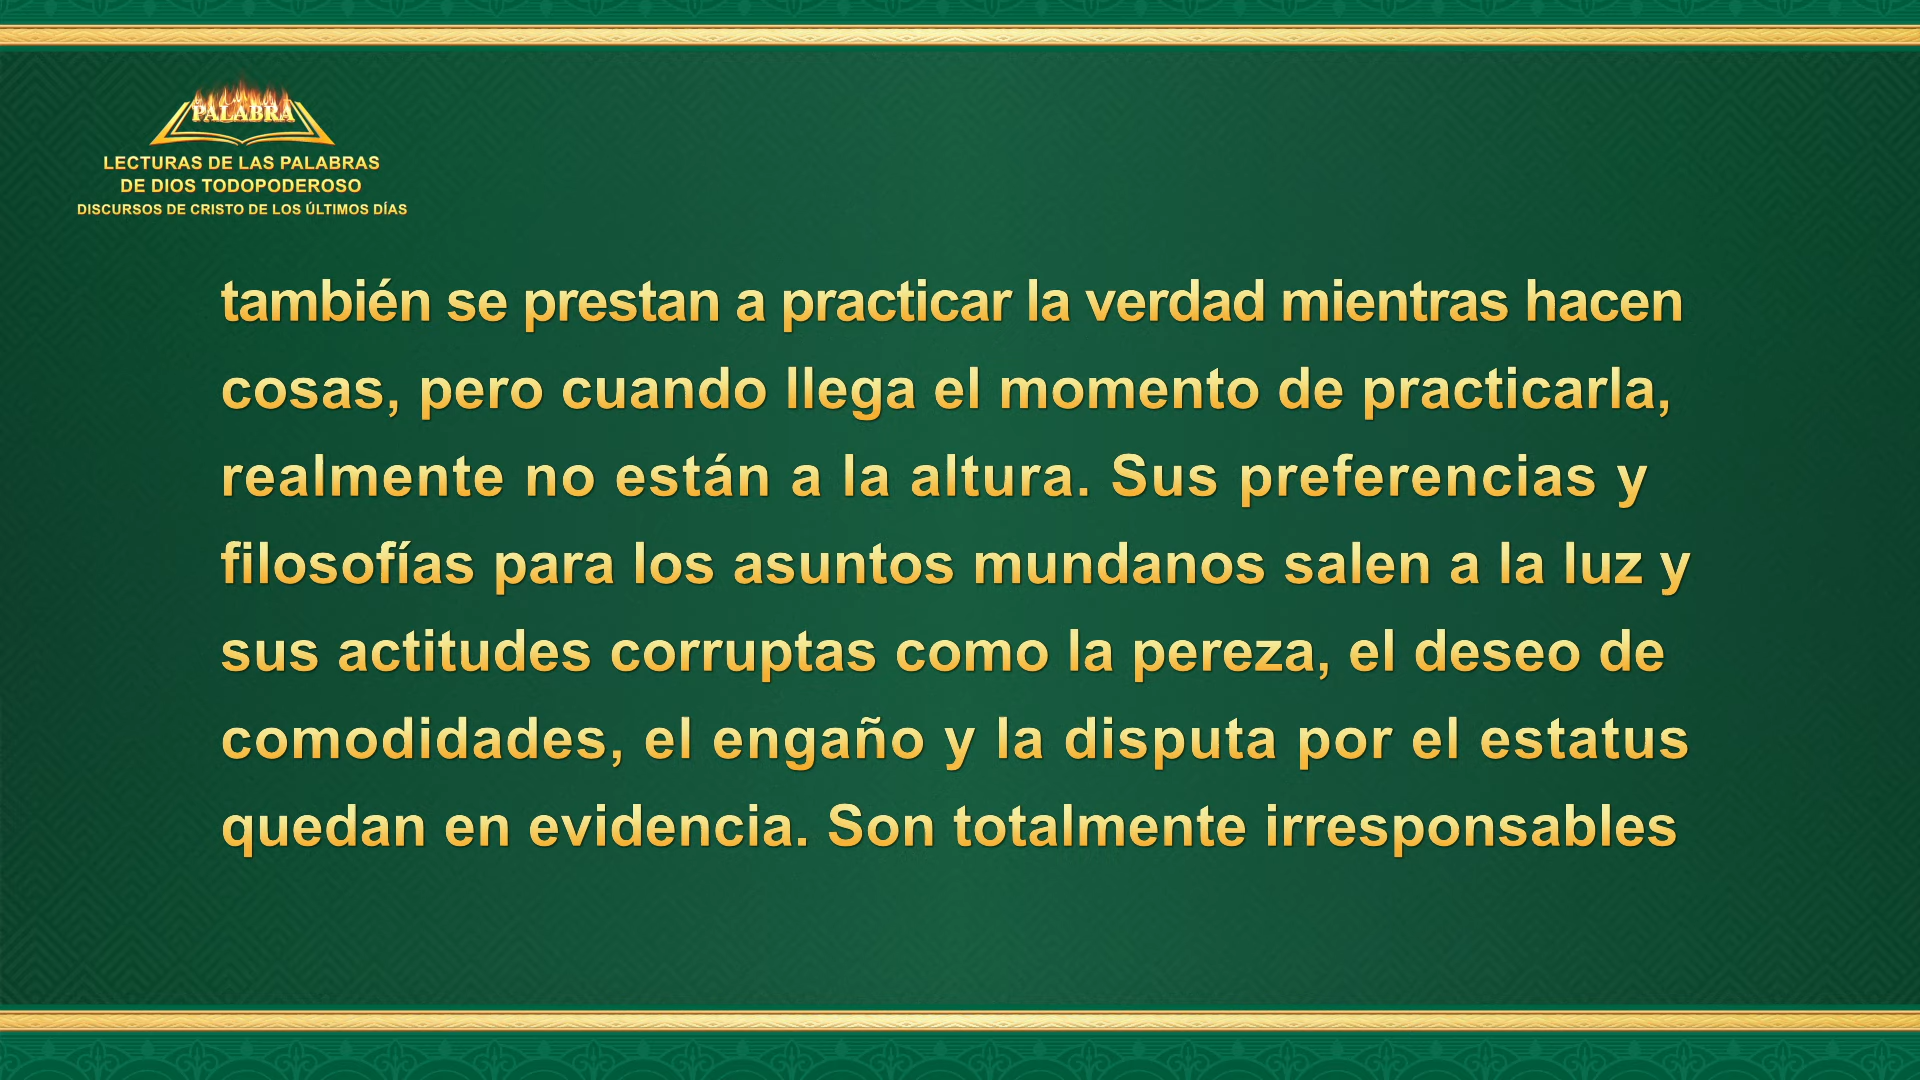 PALABRA
LECTURAS DE LAS PALABRAS
DE DIOS TODOPODEROSO
DISCURSOS DE CRISTO DE LOS ÚLTIMOS DÍAS
también se prestan a practicar la verdad mientras hacen
cosas, pero cuando llega el momento de practicarla,
realmente no están a la altura. Sus preferencias y
filosofías para los asuntos mundanos salen a la luz y
sus actitudes corruptas como la pereza, el deseo de
comodidades, el engaño y la disputa por el estatus
quedan en evidencia. Son totalmente irresponsables